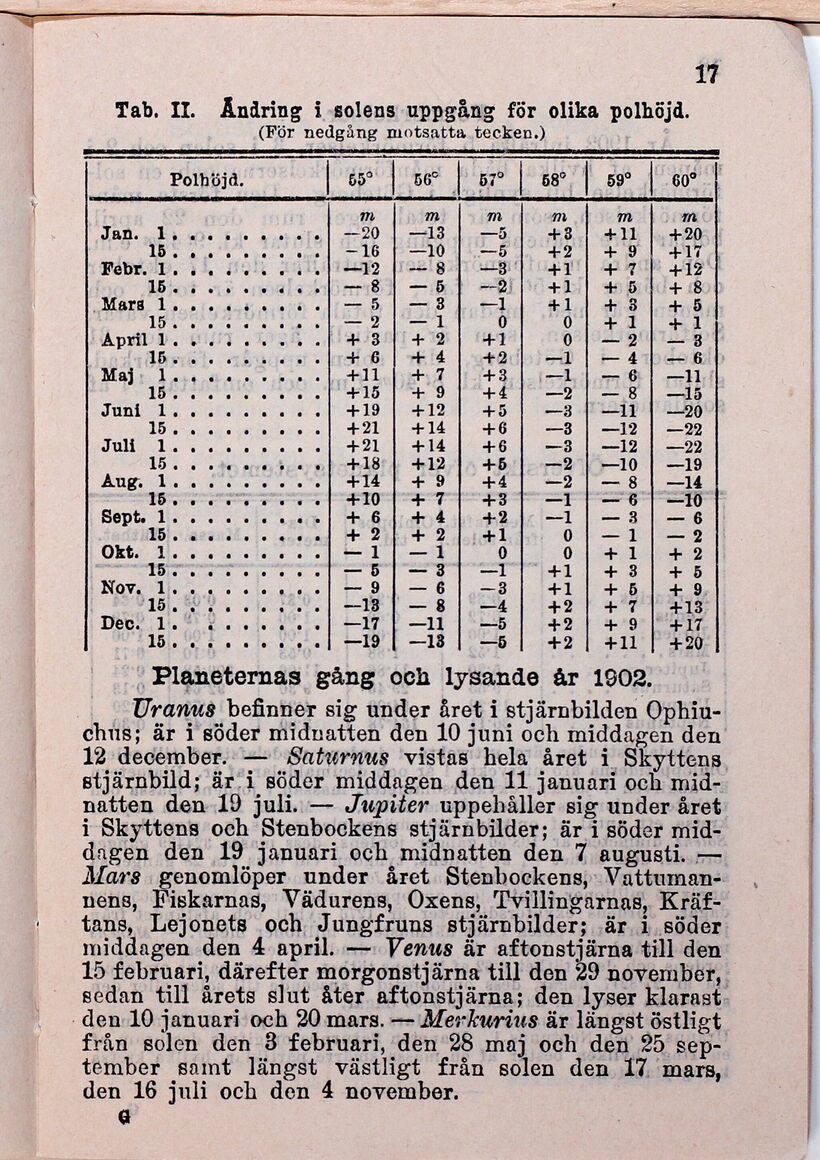 17
Tab. II. Ändring i solens uppgång för olika polhöjd.
(För nedgång motsatta tecken.)
Polhöjd. 55° 56° 57° 58° 59° 60°
m m m m m m
Jan. 1 . . . . . . . . . —20 —13 —5 +3 +11 +20
15 . . . . . . . . . —16 —10 —5 +2 + 9 +17
Febr. 1 . . . . . . . . . —12 — 8 —3 +1 + 7 +12
15 . . . . . . . . . — 8 — 5 —2 +1 + 5 + 8
Mars 1 . . . . . . . . . — 5 — 3 —1 +1 + 3 + 5
15 . . . . . . . . . — 2 — 1 0 0 + 1 + 1
April 1 . . . . . . . . . + 3 + 2 +1 0 — 2 — 3
15 . . . . . . . . . + 6 + 4 +2 —1 — 4 — 6
Maj 1 . . . . . . . . . +11 + 7 +3 —1 — 6 —11
15 . . . . . . . . . +15 + 9 +4 —2 — 8 —15
Juni 1 . . . . . . . . . +19 +12 +5 —3 —11 —20
15 . . . . . . . . . +21 +14 +6 —3 —12 —22
Juli 1 . . . . . . . . . +21 +14 +6 —3 —12 —22
15 . . . . . . . . . +18 +12 +5 —2 —10 —19
Aug. 1 . . . . . . . . . +14 + 9 +4 —2 — 8 —14
15 . . . . . . . . . +10 + 7 +3 —1 — 6 —10
Sept. 1 . . . . . . . . . + 6 + 4 +2 —1 — 3 — 6
15 . . . . . . . . . + 2 + 2 +1 0 — 1 — 2
Okt. 1 . . . . . . . . . — 1 — 1 0 0 + 1 + 2
15 . . . . . . . . . — 5 — 3 —1 +1 + 3 + 5
Nov. 1 . . . . . . . . . — 9 — 6 —3 +1 + 5 + 9
15 . . . . . . . . . —13 — 8 —4 +2 + 7 +13
Dec. 1 . . . . . . . . . —17 —11 —5 +2 + 9 +17
15 . . . . . . . . . —19 —13 —5 +2 +11 +20
Planeternas gång och lysande år 1902.
Uranus befinner sig under året i stjärnbilden Ophiu-
chus; är i söder midnatten den 10 juni och middagen den
12 december. — Saturnus vistas hela året i Skyttens
stjärnbild; är i söder middagen den 11 januari och mid-
natten den 19 juli. — Jupiter uppehåller sig under året
i Skyttens och Stenbockens stjärnbilder; är i söder mid-
dagen den 19 januari och midnatten den 7 augusti. —
Mars genomlöper under året Stenbockens, Vattuman-
nens, Fiskarnas, Vädurens, Oxens, Tvillingarnas, Kräf-
tans, Lejonets och Jungfruns stjärnbilder; är i söder
middagen den 4 april. — Venus är aftonstjärna till den
15 februari, därefter morgonstjärna till den 29 november,
sedan till årets slut åter aftonstjärna; den lyser klarast
den 10 januari och 20 mars. — Merkurius är längst östligt
från solen den 3 februari, den 28 maj och den 25 sep-
tember samt längst västligt från solen den 17 mars,
den 16 juli och den 4 november.
G